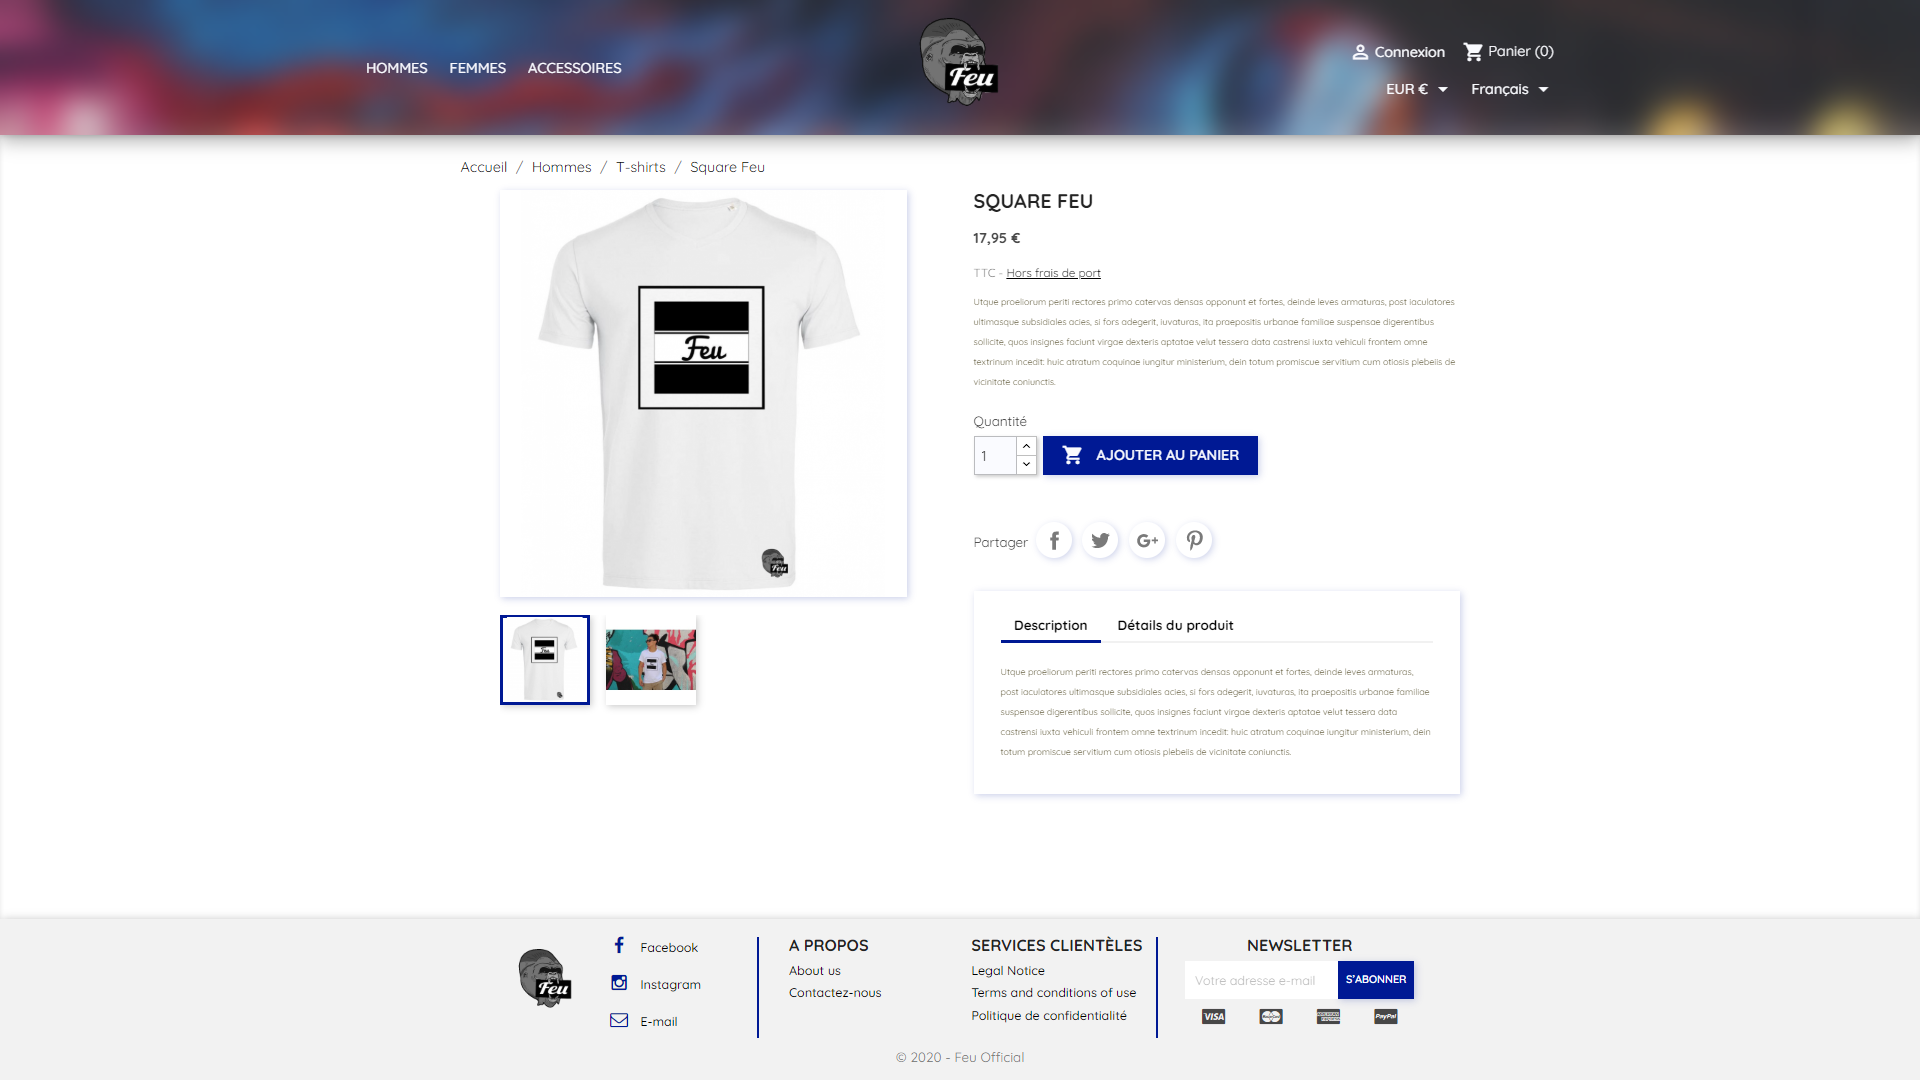 HOMMES FEMMES ACCESSOIRES
Feu
Connexion Panier (0)
EUR € Français
Accueil / Hommes / T-shirts / Square Feu
Feu
Feu
SQUARE FEU
17,95 €
TTC - Hors frais de port
Utque proeliorum periti rectores primo catervas densas opponunt et fortes, deinde leves armaturas, post iaculatores
ultimasque subsidiales acies, si fors adegerit, iuvaturas, ita praepositis urbanae familiae suspensae digerentibus
sollicite, quos insignes faciunt virgae dexteris aptatae velut tessera data castrensi iuxta vehiculi frontem omne
textrinum incedit: huic atratum coquinae iungitur ministerium, dein totum promiscue servitium cum otiosis plebeiis de
vicinitate coniunctis.
Quantité
1
AJOUTER AU PANIER
Partager
Description Détails du produit
Utque proeliorum periti rectores primo catervas densas opponunt et fortes, deinde leves armaturas,
post iaculatores ultimasque subsidiales acies, si fors adegerit, iuvaturas, ita praepositis urbanae familiae
suspensae digerentibus sollicite, quos insignes faciunt virgae dexteris aptatae velut tessera data
castrensi iuxta vehiculi frontem omne textrinum incedit: huic atratum coquinae iungitur ministerium, dein
totum promiscue servitium cum otiosis plebeiis de vicinitate coniunctis.
Feu
Facebook
Instagram
E-mail
A PROPOS
About us
Contactez-nous
SERVICES CLIENTÈLES
Legal Notice
Terms and conditions of use
Politique de confidentialité
NEWSLETTER
Votre adresse e-mail S'ABONNER
VISA MasterCard AMERICAN EXPRESS PayPal
© 2020 - Feu Official